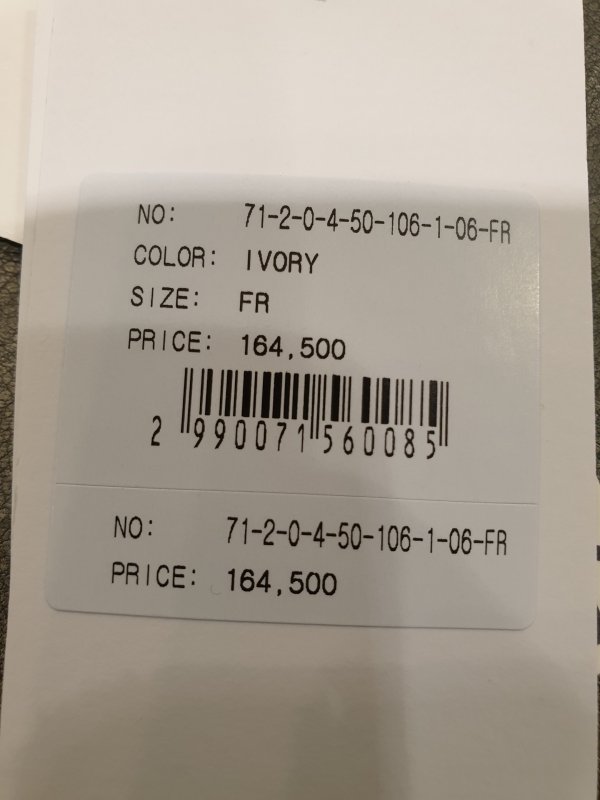 NO: 71-2-0-4-50-106-1-06-FR
COLOR: IVORY
SIZE: FR
PRICE: 164,500
2 990071 560085
NO: 71-2-0-4-50-106-1-06-FR
PRICE: 164,500